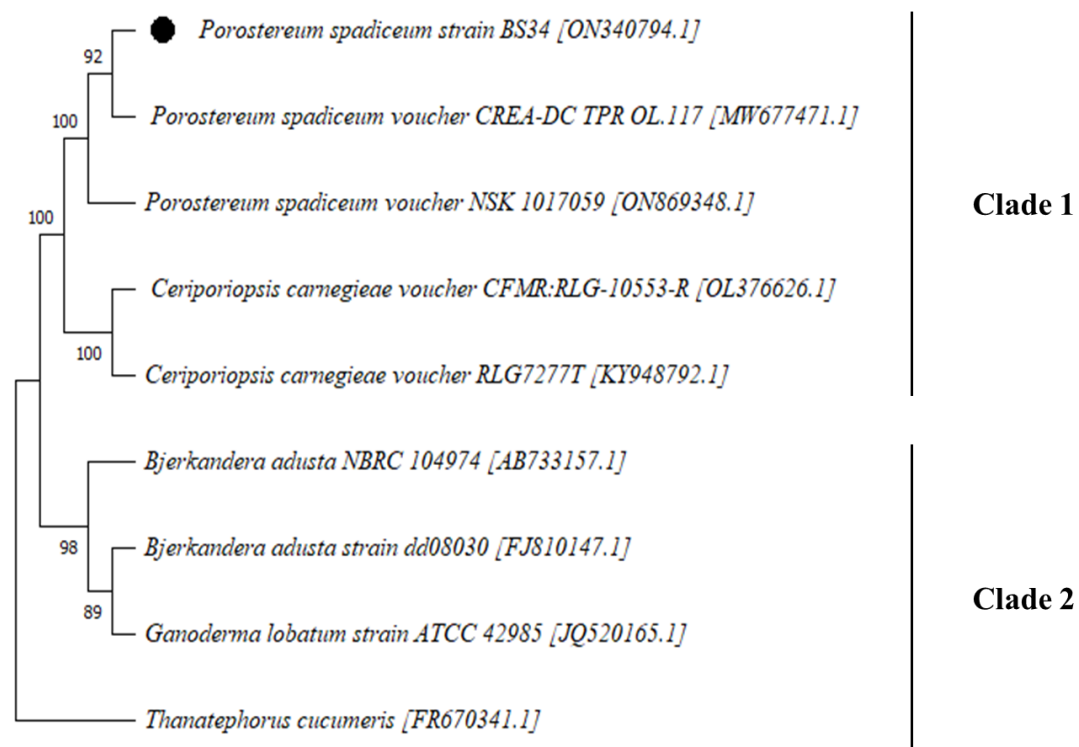 Porostereum spadiceum strain BS34 [ON340794.1]
92
Porostereum spadiceum voucher CREA-DC TPR OL.117 [MW677471.1]
100
Porostereum spadiceum voucher NSK 1017059 [ON869348.1]
Clade 1
100
Ceriporiopsis carnegieae voucher CFMR:RLG-10553-R [OL376626.1]
100
Ceriporiopsis carnegieae voucher RLG7277T [KY948792.1]
Bjerkandera adusta NBRC 104974 [AB733157.1]
98
Bjerkandera adusta strain dd08030 [FJ810147.1]
Clade 2
89
Ganoderma lobatum strain ATCC 42985 [JQ520165.1]
Thanatephorus cucumeris [FR670341.1]